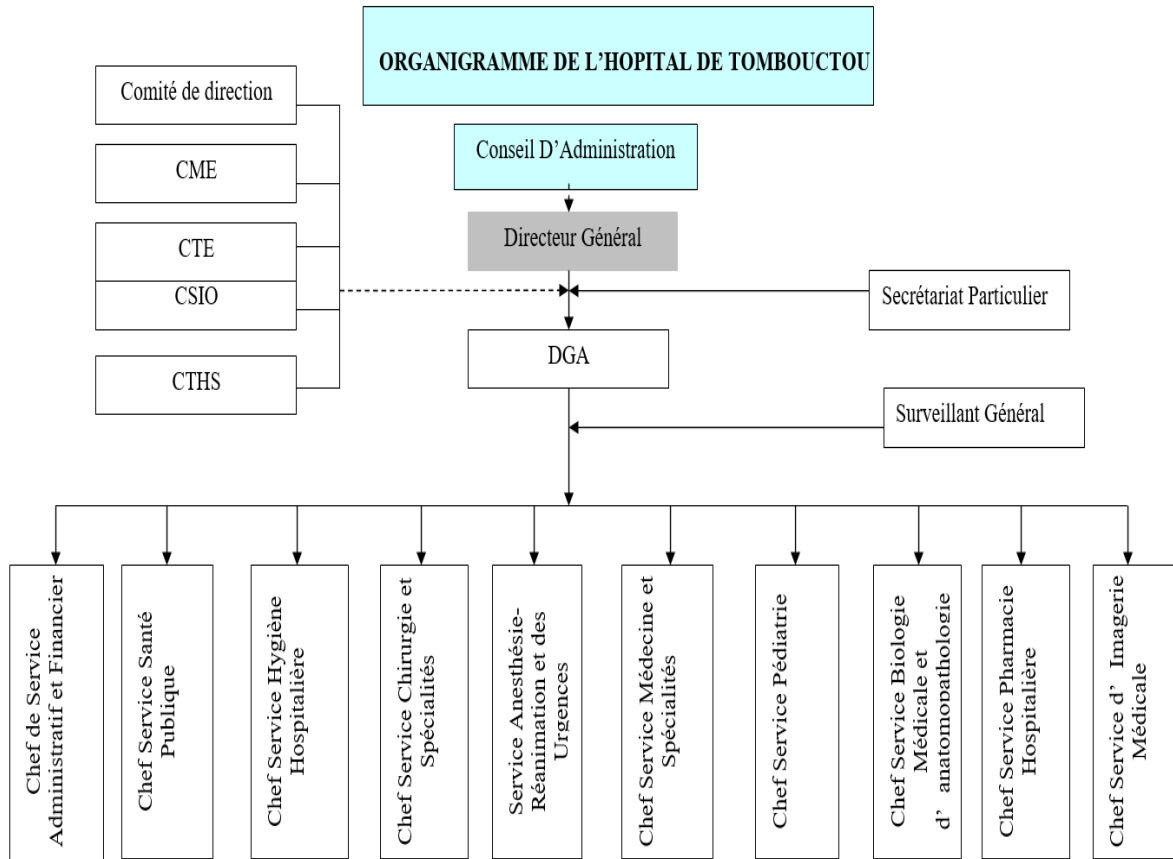 ORGANIGRAMME DE L'HOPITAL DE TOMBOUCTOU
Comité de direction
CME
CTE
CSIO
CTHS
Conseil D'Administration
Directeur Général
Secrétariat Particulier
DGA
Surveillant Général
Chef de Service
Administratif et Financier
Chef Service Santé
Publique
Chef Service Hygiène
Hospitalière
Chef Service Chirurgie et
Spécialités
Service Anesthésie-
Réanimation et des
Urgences
Chef Service Médecine et
Spécialités
Chef Service Pédiatrie
Chef Service Biologie
Médicale et
d' anatomopathologie
Chef Service Pharmacie
Hospitalière
Chef Service d' Imagerie
Médicale